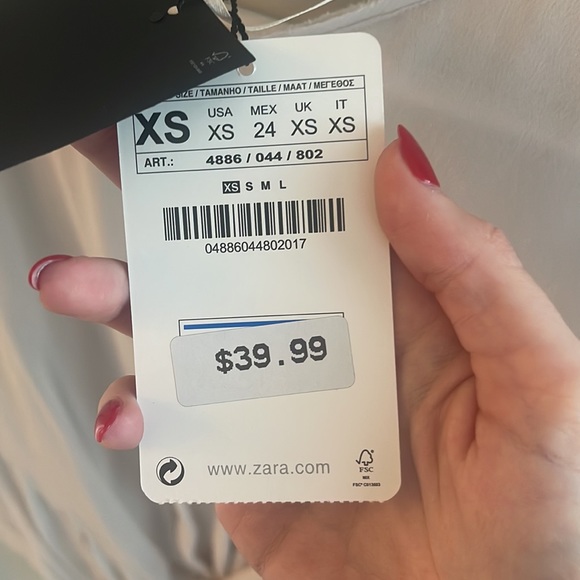 SIZE / TAMANHO / TAILLE / MAAT / ΜΕΓΕΘΟΣ
XS USA MEX UK IT
XS 24 XS XS
ART.: 4886 / 044 / 802
XS S M L
04886044802017
$39.99
www.zara.com
FSC
MIX